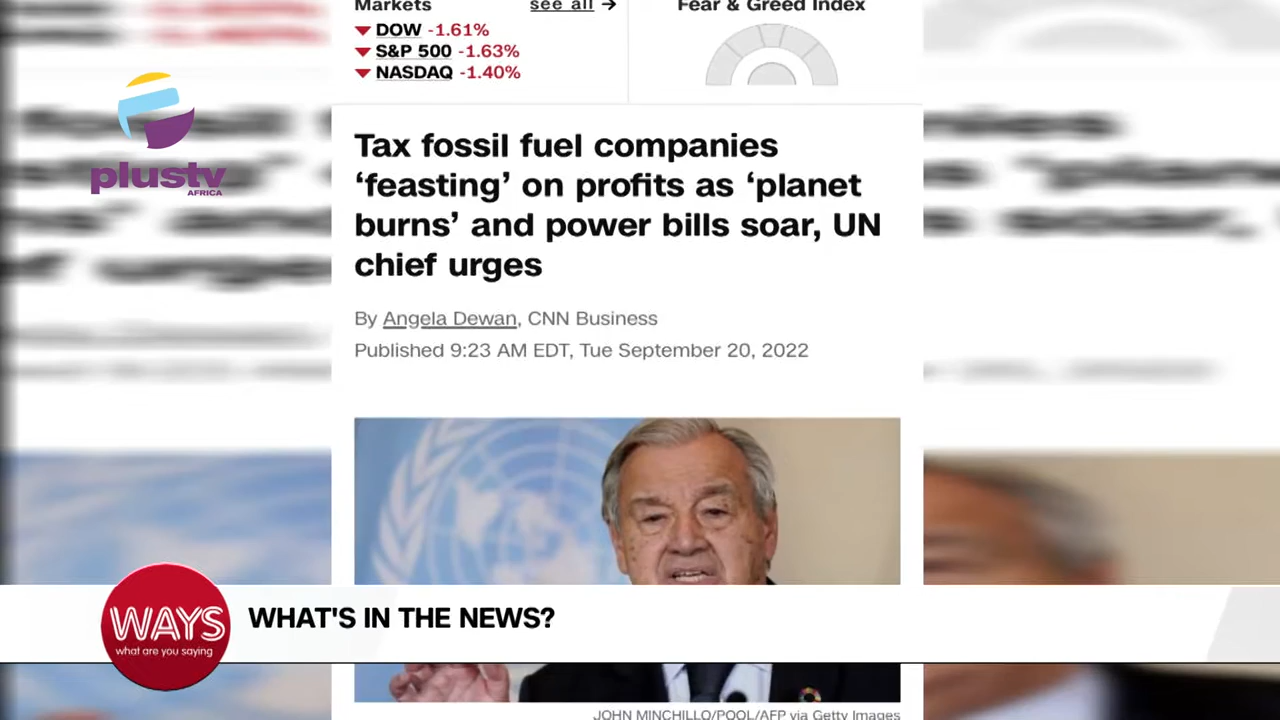 Markets see all → Fear & Greed Index
DOW -1.61%
S&P 500 -1.63%
NASDAQ -1.40%
plustv
AFRICA
Tax fossil fuel companies
‘feasting’ on profits as ‘planet
burns’ and power bills soar, UN
chief urges
By Angela Dewan, CNN Business
Published 9:23 AM EDT, Tue September 20, 2022
WAYS
what are you saying
WHAT'S IN THE NEWS?
JOHN MINCHILLO/POOL/AFP via Getty Images